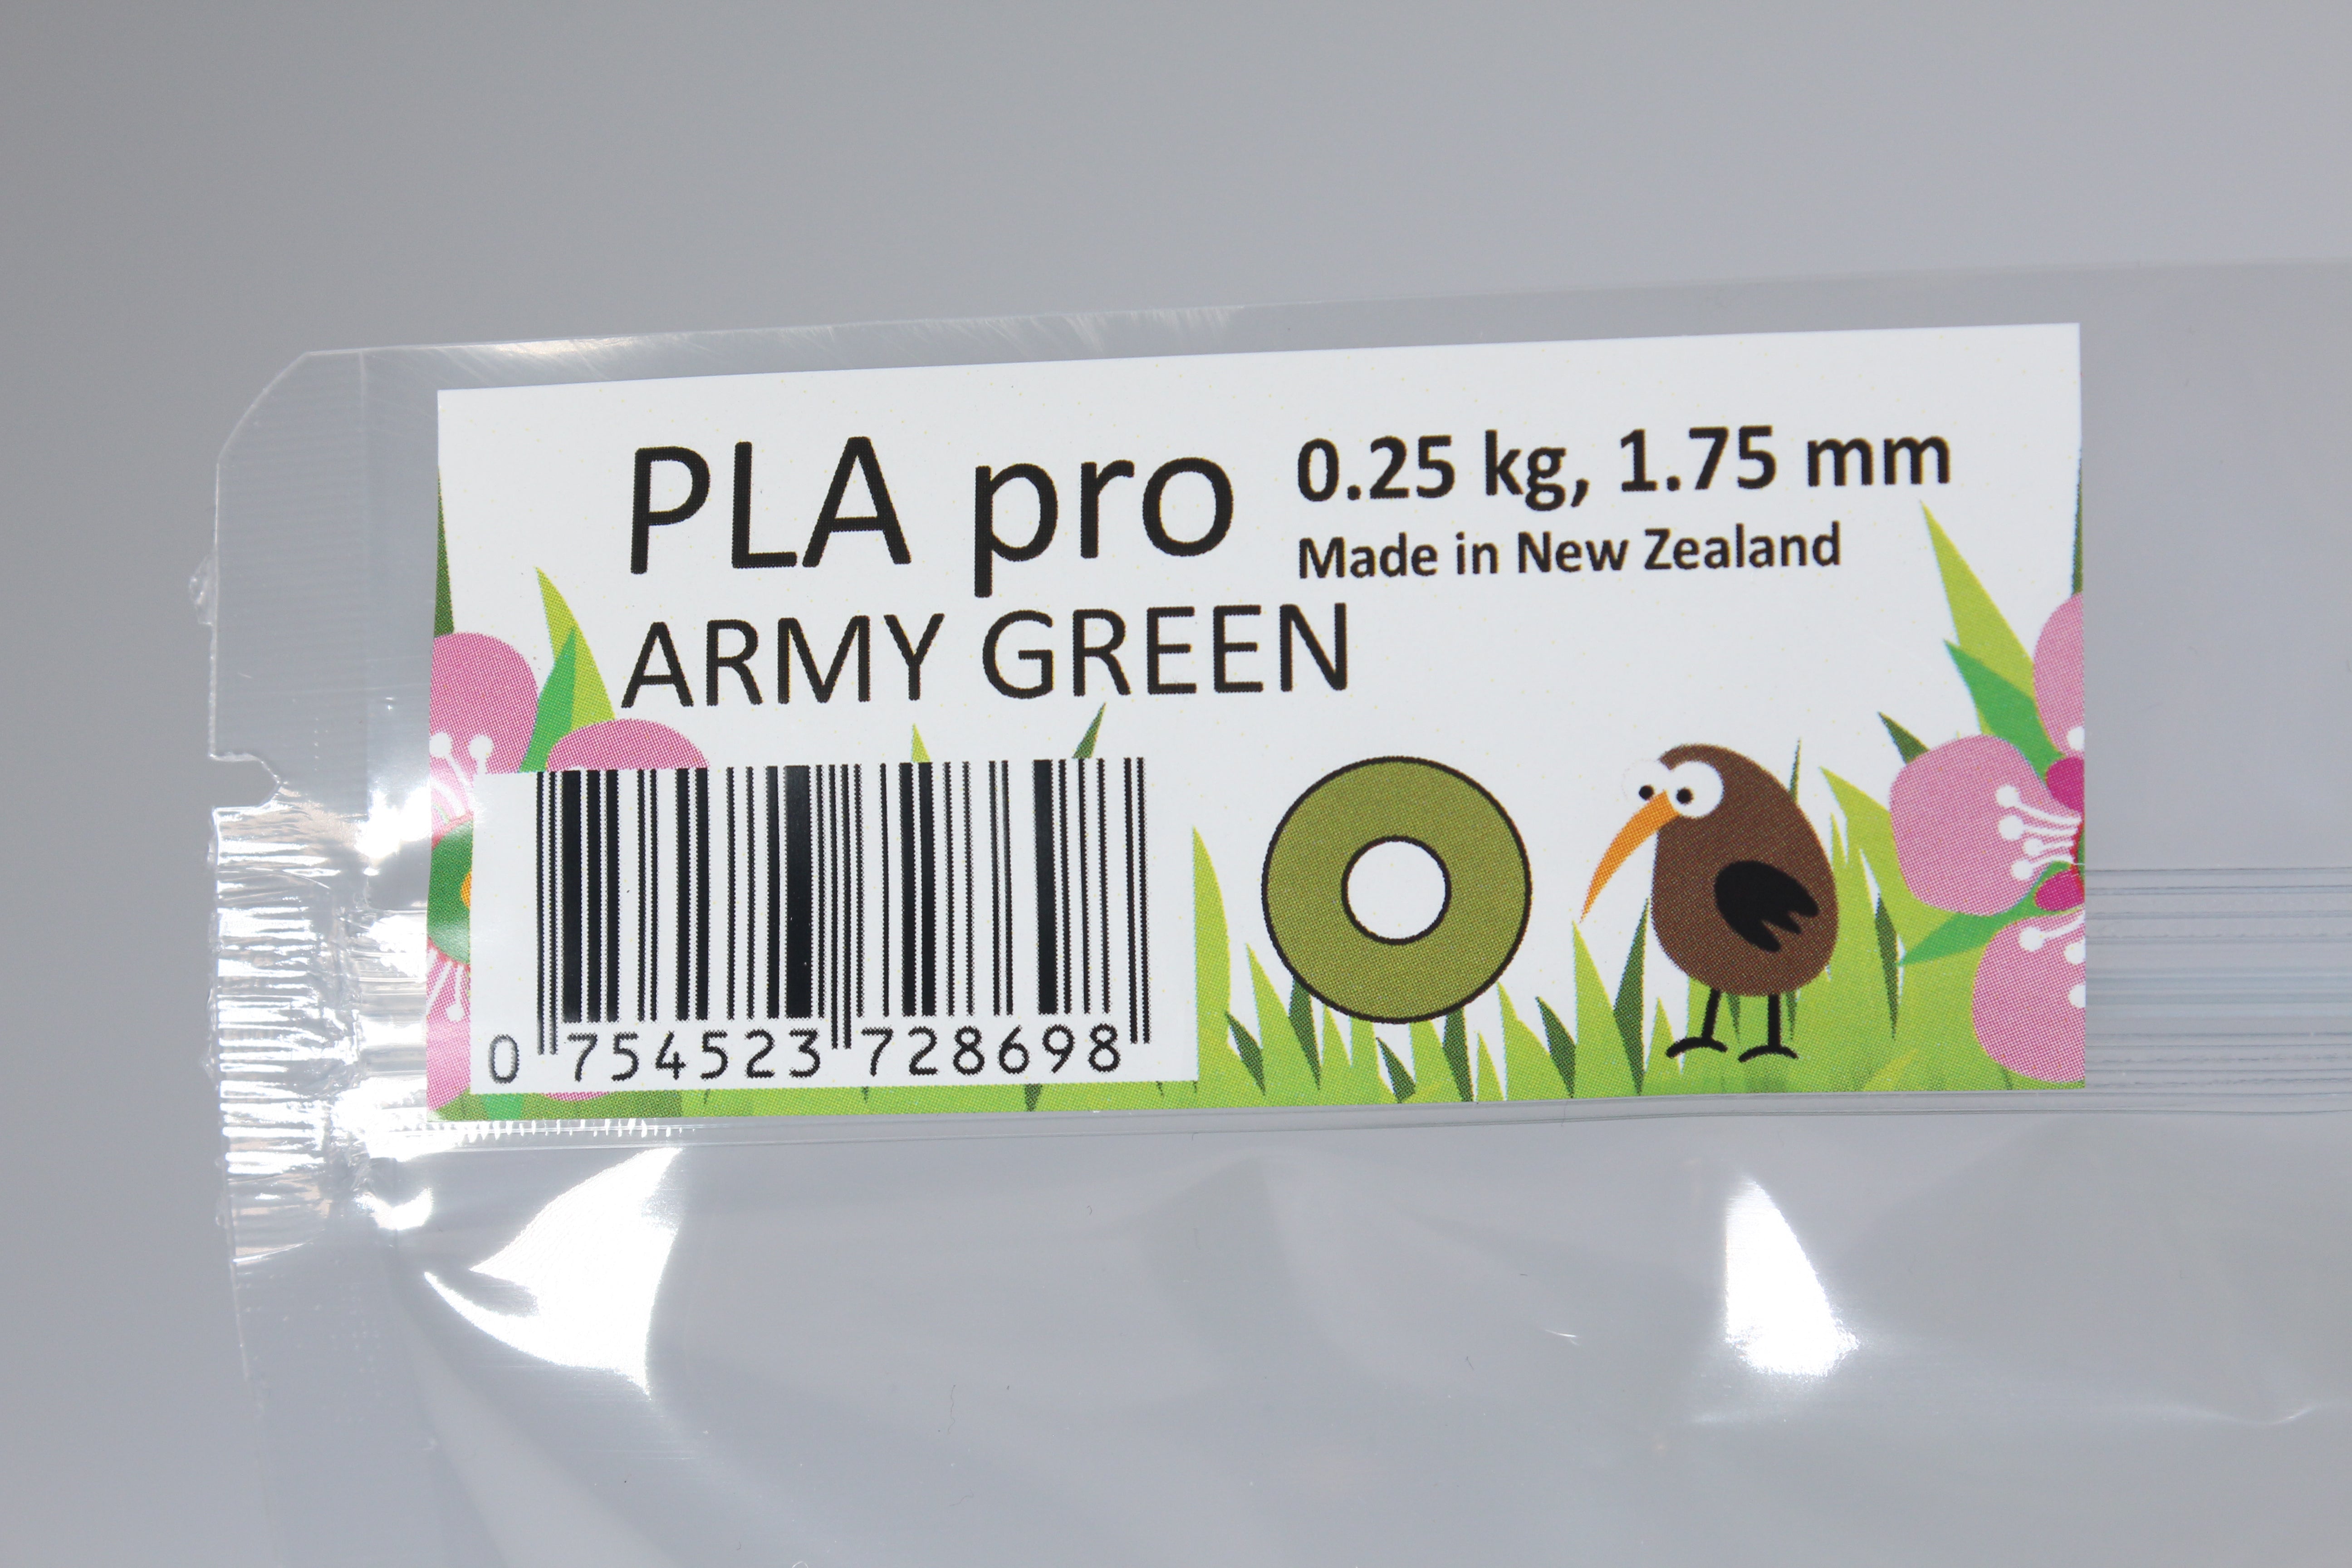 PLA pro
0.25 kg, 1.75 mm
Made in New Zealand
ARMY GREEN
0 754523 728698